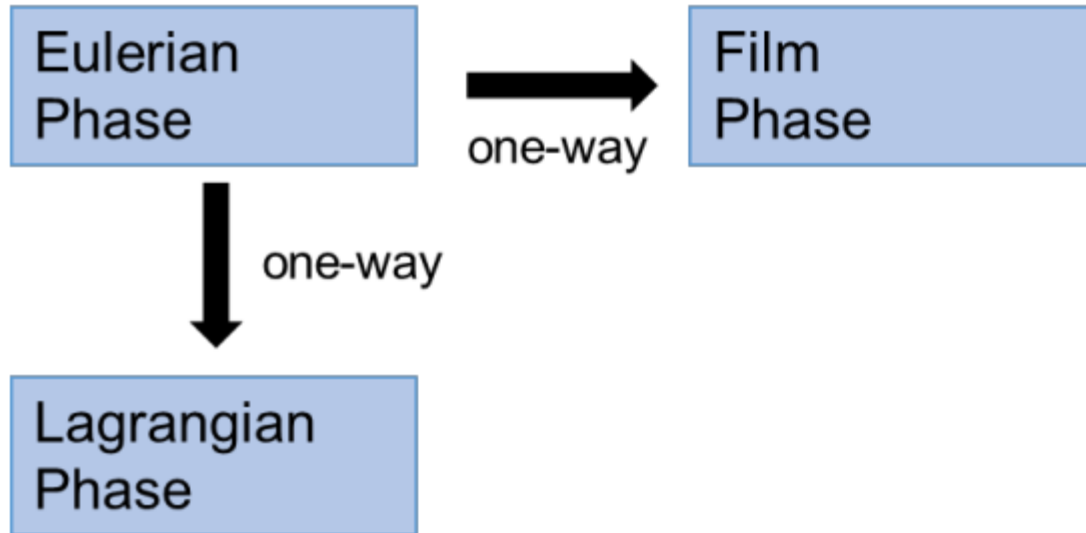 Eulerian
Phase
one-way
Film
Phase
one-way
Lagrangian
Phase